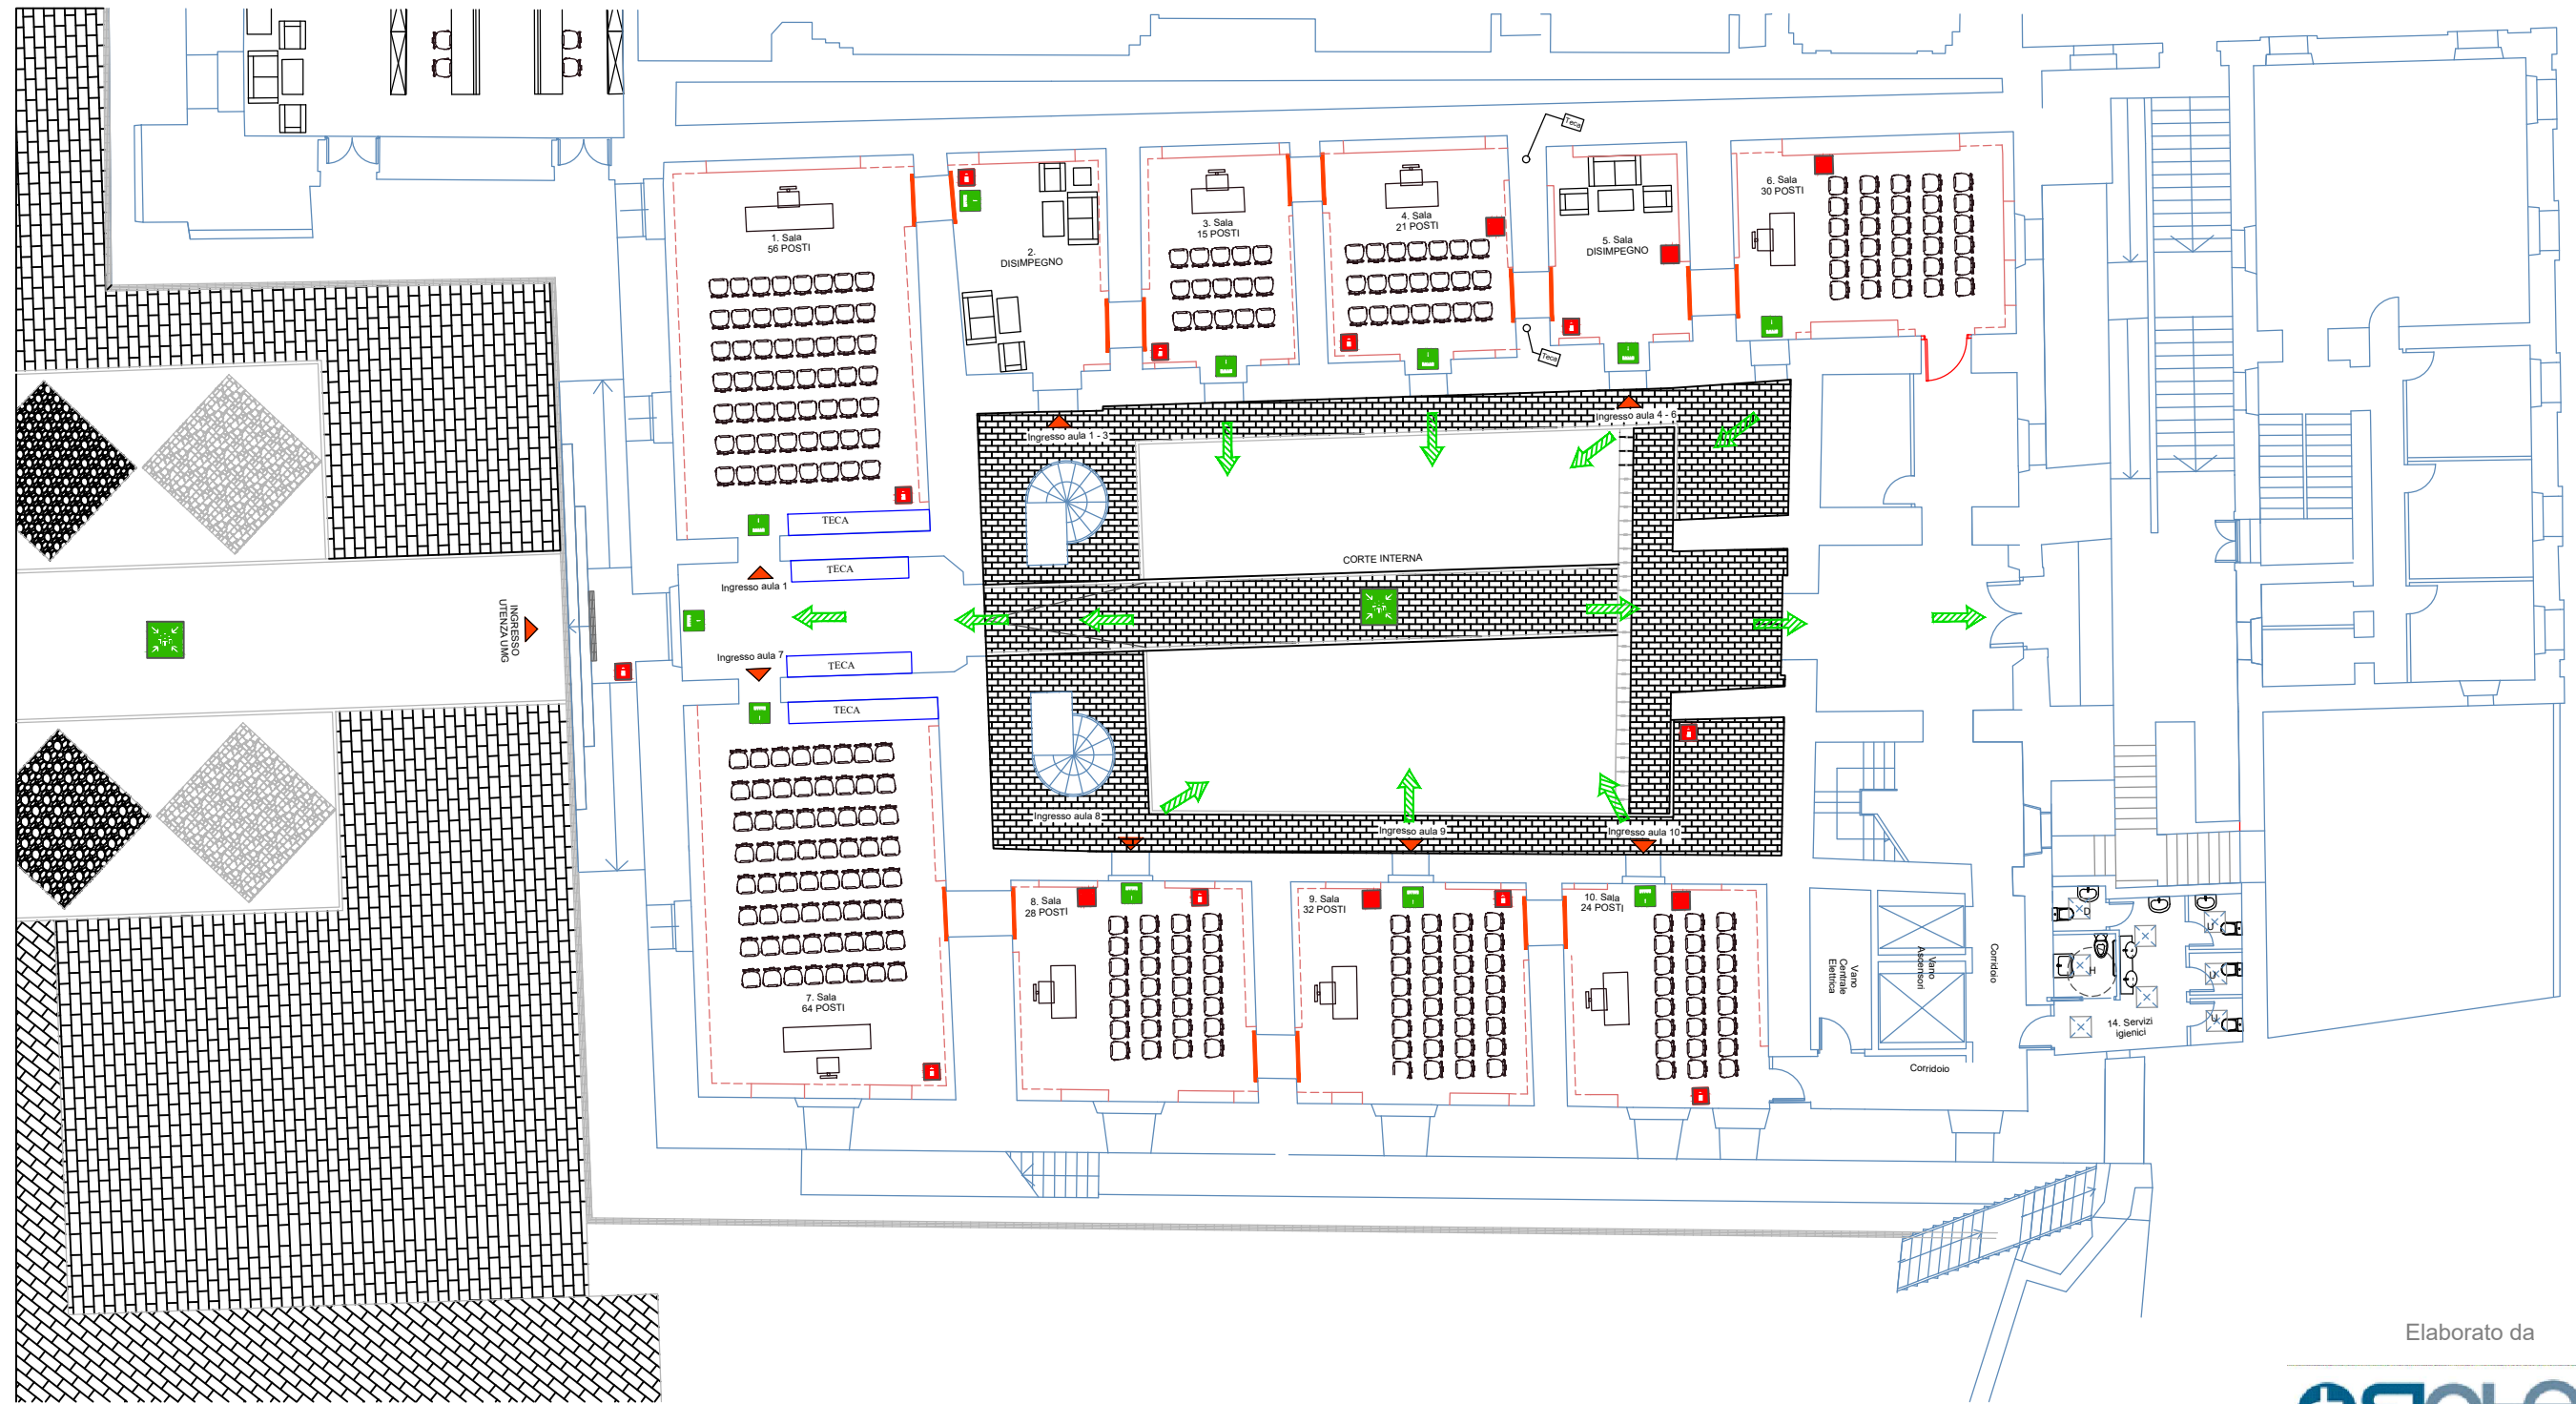 Teca
1. Sala
56 POSTI
2.
DISIMPEGNO
3. Sala
15 POSTI
4. Sala
21 POSTI
5. Sala
DISIMPEGNO
6. Sala
30 POSTI
Teca
Ingresso aula 1 - 3
Ingresso aula 4 - 6
TECA
TECA
CORTE INTERNA
Ingresso aula 1
INGRESSO
UTENZA UMG
Ingresso aula 7
TECA
TECA
Ingresso aula 8
Ingresso aula 9
Ingresso aula 10
8. Sala
28 POSTI
9. Sala
32 POSTI
10. Sala
24 POSTI
7. Sala
64 POSTI
Vano
Centrale
Elettrica
Vano
Ascensori
Corridoio
D
H
U
U
14. Servizi
igienici
Corridoio
Elaborato da